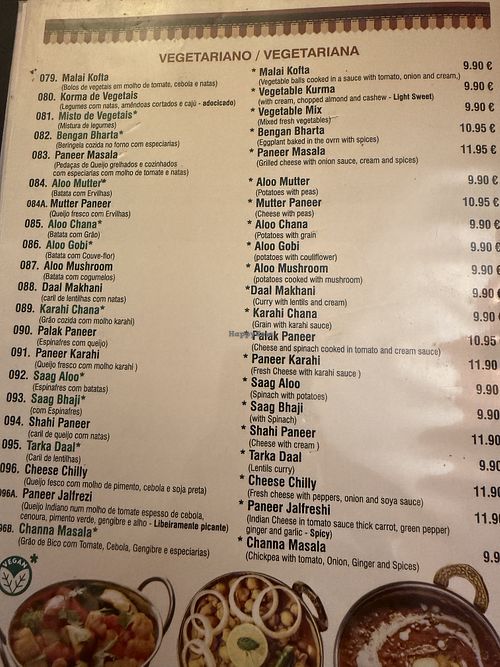 VEGETARIANO / VEGETARIANA
079. Malai Kofta
(Bolos de vegetais em molho de tomate, cebola e natas)
* Malai Kofta 9.90 €
(Vegetable balls cooked in a sauce with tomato, onion and cream,)
080. Korma de Vegetais
(Legumes com natas, amêndoas cortados e cajú - adocicado)
* Vegetable Kurma 9.90 €
(with cream, chopped almond and cashew - Light Sweet)
081. Misto de Vegetais*
(Mistura de legumes)
* Vegetable Mix 9.90 €
(Mixed fresh vegetables)
082. Bengan Bharta*
(Beringela cozida no forno com especiarias)
* Bengan Bharta 10.95 €
(Eggplant baked in the ovrn with spices)
083. Paneer Masala
(Pedaços de Queijo grelhados e cozinhados
com especiarias com molho de tomate e natas)
* Paneer Masala 11.95 €
(Grilled cheese with onion sauce, cream and spices)
084. Aloo Mutter*
(Batata com Ervilhas)
* Aloo Mutter 9.90 €
(Potatoes with peas)
084A. Mutter Paneer
(Queijo fresco com Ervilhas)
* Mutter Paneer 10.95 €
(Cheese with peas)
085. Aloo Chana*
(Batata com Grão)
* Aloo Chana 9.90 €
(Potatoes with grain
086. Aloo Gobi*
(Batata com Couve-flor)
* Aloo Gobi 9.90 €
(potatoes with couliflower)
087. Aloo Mushroom
(Batata com cogumelos)
* Aloo Mushroom 9.90 €
(potatoes cooked with mushroom)
088. Daal Makhani
(caril de lentilhas com natas)
*Daal Makhani 9.90 €
(Curry with lentils and cream)
089. Karahi Chana*
(Grão cozida com molho karahi)
* Karahi Chana 9.90 €
(Grain with karahi sauce)
090. Palak Paneer
(Espinafres com queijo)
* Palak Paneer 10.95
(Cheese and spinach cooked in tomato and cream sauce)
091. Paneer Karahi
(Queijo fresco com molho karahi )
* Paneer Karahi 11.90
(Fresh Cheese with karahi sauce )
092. Saag Aloo*
(Espinafres com batatas)
* Saag Aloo 9.90
(Spinach with potatoes)
093. Saag Bhaji*
(com Espinafres)
* Saag Bhaji 9.90
(with Spinach)
094. Shahi Paneer
(caril de queijo com natas)
* Shahi Paneer 11.90
(Cheese with cream )
095. Tarka Daal*
(Caril de lentilhas)
* Tarka Daal 9.90
(Lentils curry)
096. Cheese Chilly
(Queijo fesco com molho de pimento, cebola e soja preta)
* Cheese Chilly 11.90
(Fresh cheese with peppers, onion and soya sauce)
096A. Paneer Jalfrezi
(Queijo Indiano num molho de tomate espesso de cebola,
cenoura, pimento verde, gengibre e alho - Libeiramente picante)
* Paneer Jalfreshi 11.90
(Indian Cheese in tomato sauce thick carrot, green pepper)
ginger and garlic - Spicy)
96B. Channa Masala*
(Grão de Bico com Tomate, Cebola, Gengibre e especiarias)
* Channa Masala 9.9
(Chickpea with tomato, Onion, Ginger and Spices)
VEGAN *